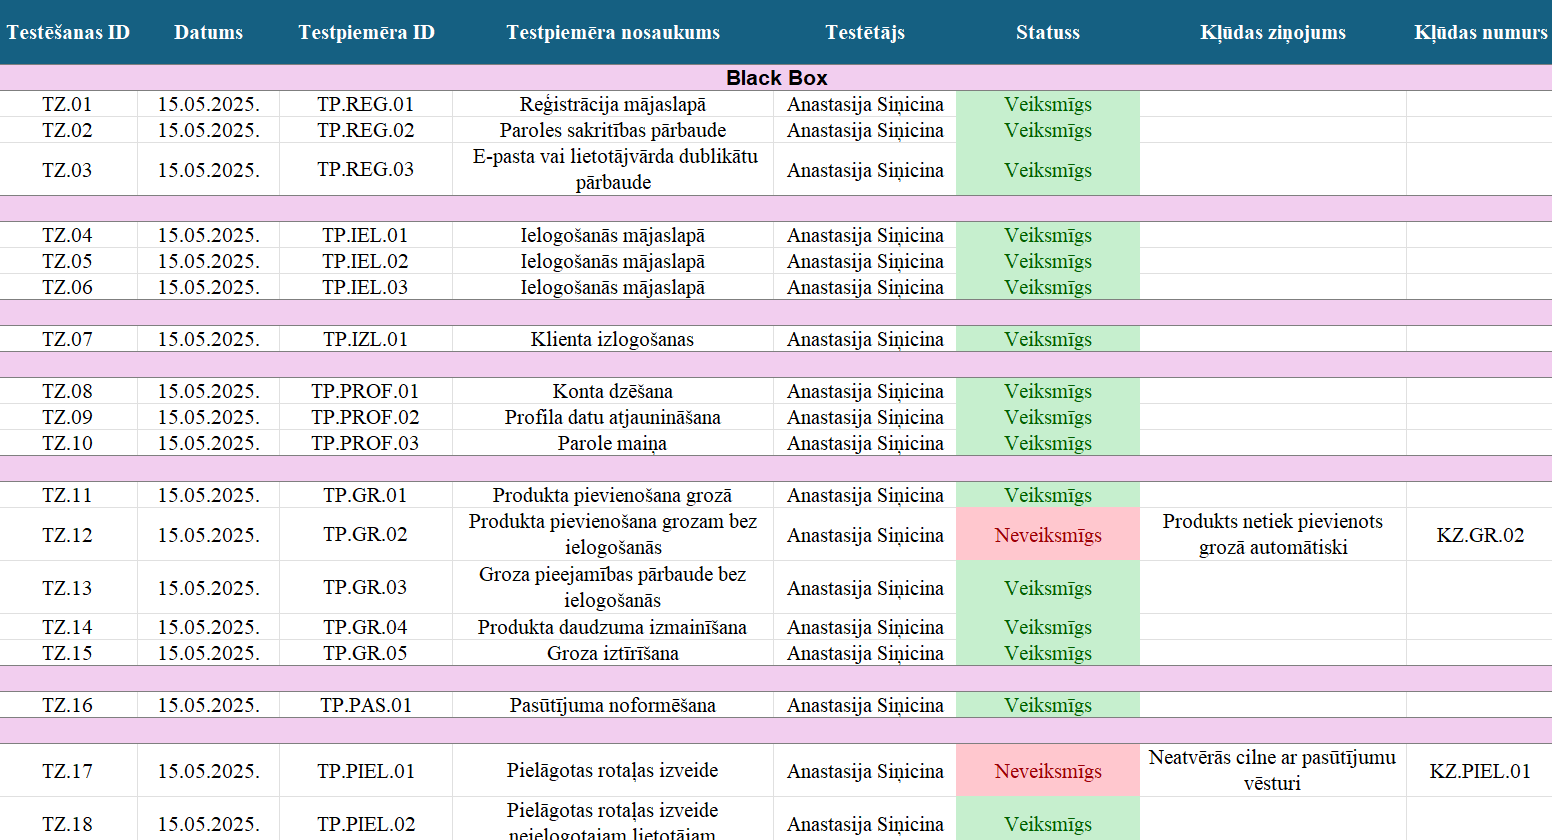 Testēšanas ID Datums Testpiemēra ID Testpiemēra nosaukums Testētājs Statuss Kļūdas ziņojums Kļūdas numurs
Black Box
TZ.01 15.05.2025. TP.REG.01 Reģistrācija mājaslapā Anastasija Siņicina Veiksmīgs
TZ.02 15.05.2025. TP.REG.02 Paroles sakritības pārbaude Anastasija Siņicina Veiksmīgs
TZ.03 15.05.2025. TP.REG.03 E-pasta vai lietotājvārda dublikātu
pārbaude Anastasija Siņicina Veiksmīgs
TZ.04 15.05.2025. TP.IEL.01 Ielogošanās mājaslapā Anastasija Siņicina Veiksmīgs
TZ.05 15.05.2025. TP.IEL.02 Ielogošanās mājaslapā Anastasija Siņicina Veiksmīgs
TZ.06 15.05.2025. TP.IEL.03 Ielogošanās mājaslapā Anastasija Siņicina Veiksmīgs
TZ.07 15.05.2025. TP.IZL.01 Klienta izlogošanas Anastasija Siņicina Veiksmīgs
TZ.08 15.05.2025. TP.PROF.01 Konta dzēšana Anastasija Siņicina Veiksmīgs
TZ.09 15.05.2025. TP.PROF.02 Profila datu atjaunināšana Anastasija Siņicina Veiksmīgs
TZ.10 15.05.2025. TP.PROF.03 Parole maiņa Anastasija Siņicina Veiksmīgs
TZ.11 15.05.2025. TP.GR.01 Produkta pievienošana grozā Anastasija Siņicina Veiksmīgs
TZ.12 15.05.2025. TP.GR.02 Produkta pievienošana grozam bez
ielogošanās Anastasija Siņicina Neveiksmīgs Produkts netiek pievienots
grozā automātiski KZ.GR.02
TZ.13 15.05.2025. TP.GR.03 Groza pieejamības pārbaude bez
ielogošanās Anastasija Siņicina Veiksmīgs
TZ.14 15.05.2025. TP.GR.04 Produkta daudzuma izmainīšana Anastasija Siņicina Veiksmīgs
TZ.15 15.05.2025. TP.GR.05 Groza iztīrīšana Anastasija Siņicina Veiksmīgs
TZ.16 15.05.2025. TP.PAS.01 Pasūtījuma noformēšana Anastasija Siņicina Veiksmīgs
TZ.17 15.05.2025. TP.PIEL.01 Pielāgotas rotaļas izveide Anastasija Siņicina Neveiksmīgs Neatvērās cilne ar pasūtījumu
vēsturi KZ.PIEL.01
TZ.18 15.05.2025. TP.PIEL.02 Pielāgotas rotaļas izveide
neielogotajam lietotājam Anastasija Siņicina Veiksmīgs